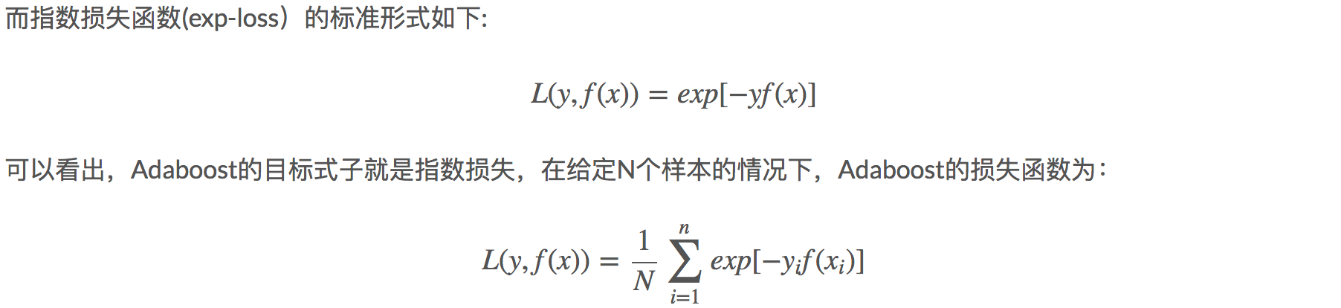 而指数损失函数(exp-loss）的标准形式如下:
L(y, f(x)) = exp[−yf(x)]
可以看出，Adaboost的目标式子就是指数损失，在给定N个样本的情况下，Adaboost的损失函数为：
L(y, f(x)) = \frac{1}{N} \sum_{i=1}^{n} exp[−y_i f(x_i)]